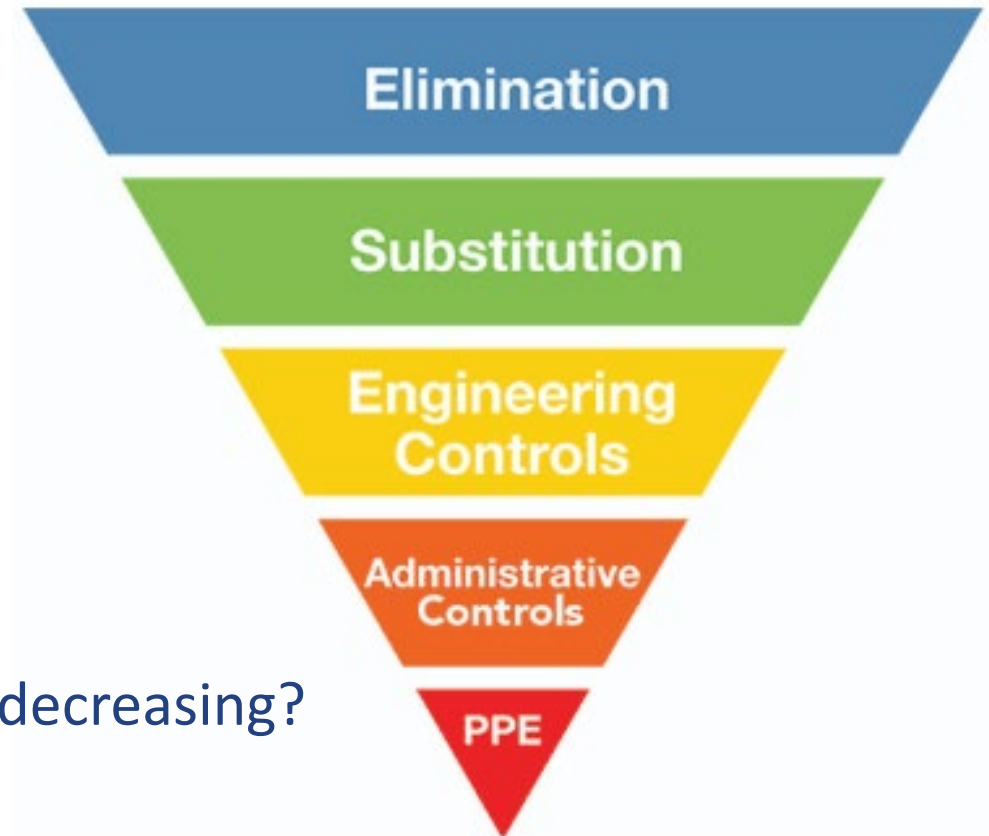 Elimination
Substitution
Engineering
Controls
Administrative
Controls
decreasing?
PPE